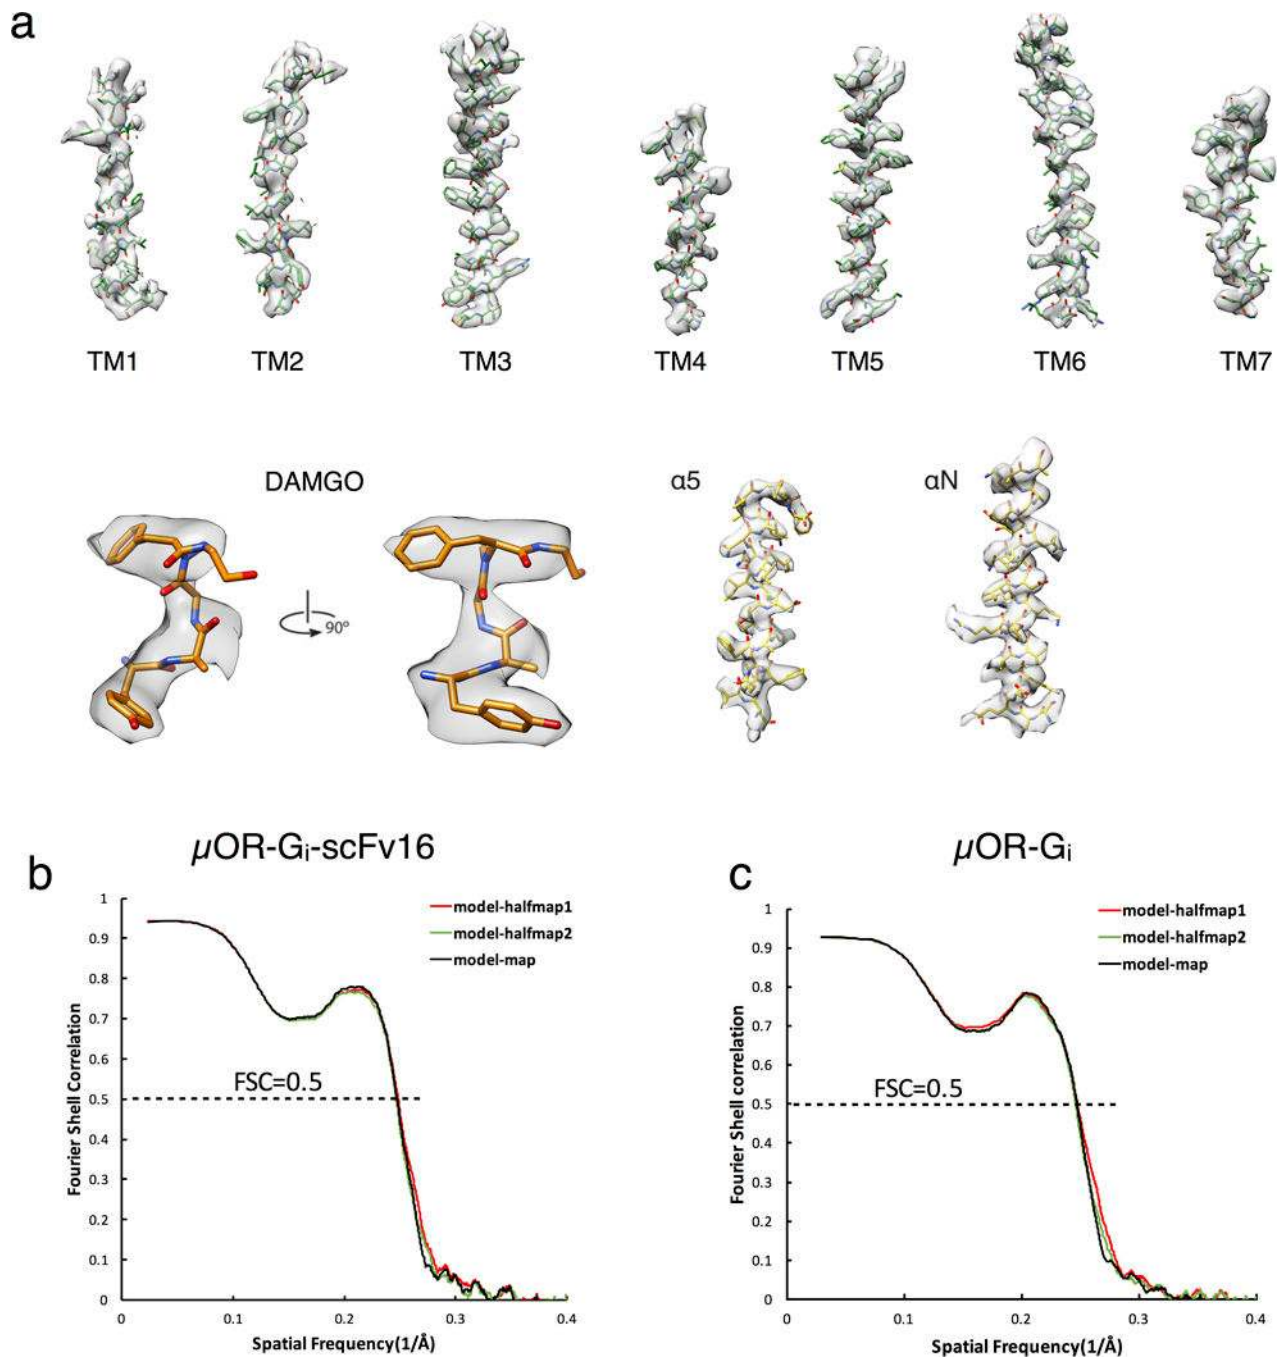 a
TM1 TM2 TM3 TM4 TM5 TM6 TM7
DAMGO
α5
αN
90°
µOR-Gi-scFv16
b
model-halfmap1
model-halfmap2
model-map
FSC=0.5
Fourier Shell Correlation
1
0.9
0.8
0.7
0.6
0.5
0.4
0.3
0.2
0.1
0
0 0.1 0.2 0.3 0.4
Spatial Frequency(1/Å)
µOR-Gi
c
model-halfmap1
model-halfmap2
model-map
FSC=0.5
Fourier Shell correlation
1
0.9
0.8
0.7
0.6
0.5
0.4
0.3
0.2
0.1
0
0 0.1 0.2 0.3 0.4
Spatial Frequency(1/Å)